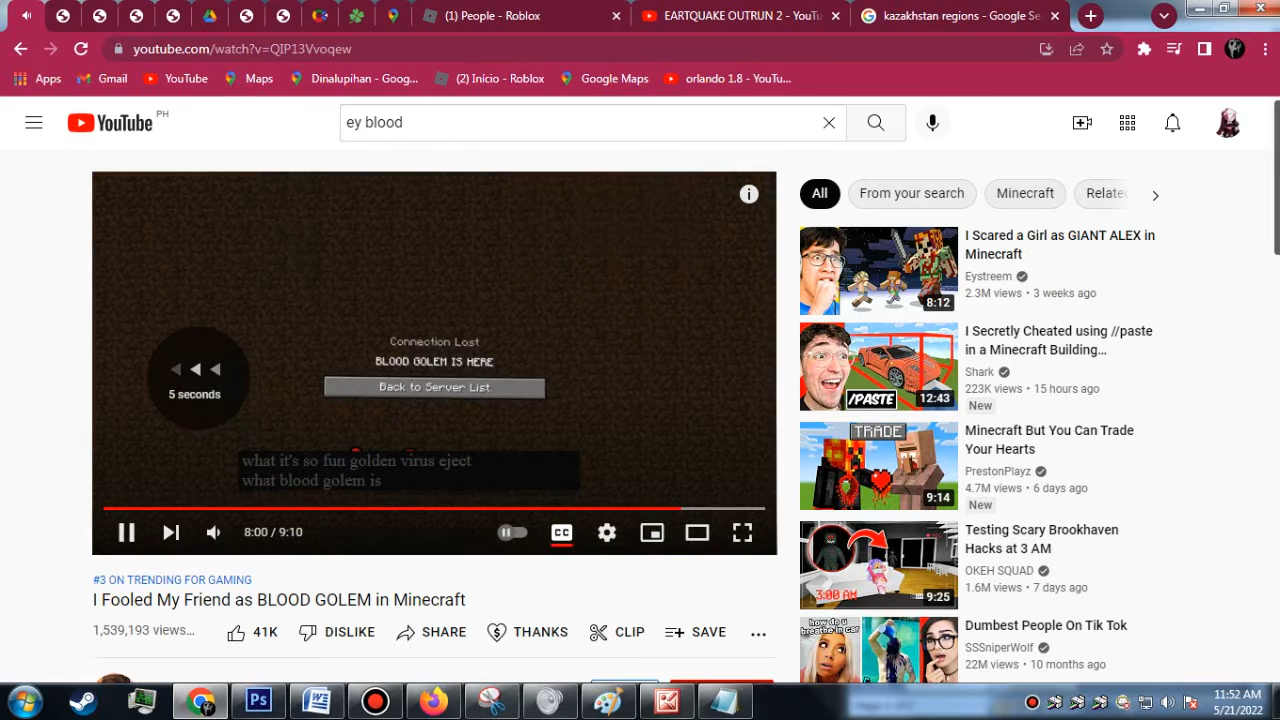 (1) People - Roblox
EARTQUAKE OUTRUN 2 - YouTu
kazakhstan regions - Google Se
youtube.com/watch?v=QIP13Vvoqew
Apps
Gmail
YouTube
Maps
Dinalupihan - Goog...
(2) Início - Roblox
Google Maps
orlando 1.8 - YouTu...
YouTube PH
ey blood
All
From your search
Minecraft
Relate
Connection Lost
BLOOD GOLEM IS HERE
Back to Server List
5 seconds
what it's so fun golden virus eject
what blood golem is
8:00 / 9:10
CC
#3 ON TRENDING FOR GAMING
I Fooled My Friend as BLOOD GOLEM in Minecraft
1,539,193 views...
41K
DISLIKE
SHARE
THANKS
CLIP
SAVE
I Scared a Girl as GIANT ALEX in
Minecraft
Eystreem
2.3M views • 3 weeks ago
8:12
I Secretly Cheated using //paste
in a Minecraft Building...
Shark
223K views • 15 hours ago
New
/PASTE
12:43
Minecraft But You Can Trade
Your Hearts
PrestonPlayz
4.7M views • 6 days ago
New
TRADE
9:14
Testing Scary Brookhaven
Hacks at 3 AM
OKEH SQUAD
1.6M views • 7 days ago
3:00 AM
9:25
Dumbest People On Tik Tok
SSSniperWolf
22M views • 10 months ago
how do u
breathe in car
11:52 AM
5/21/2022